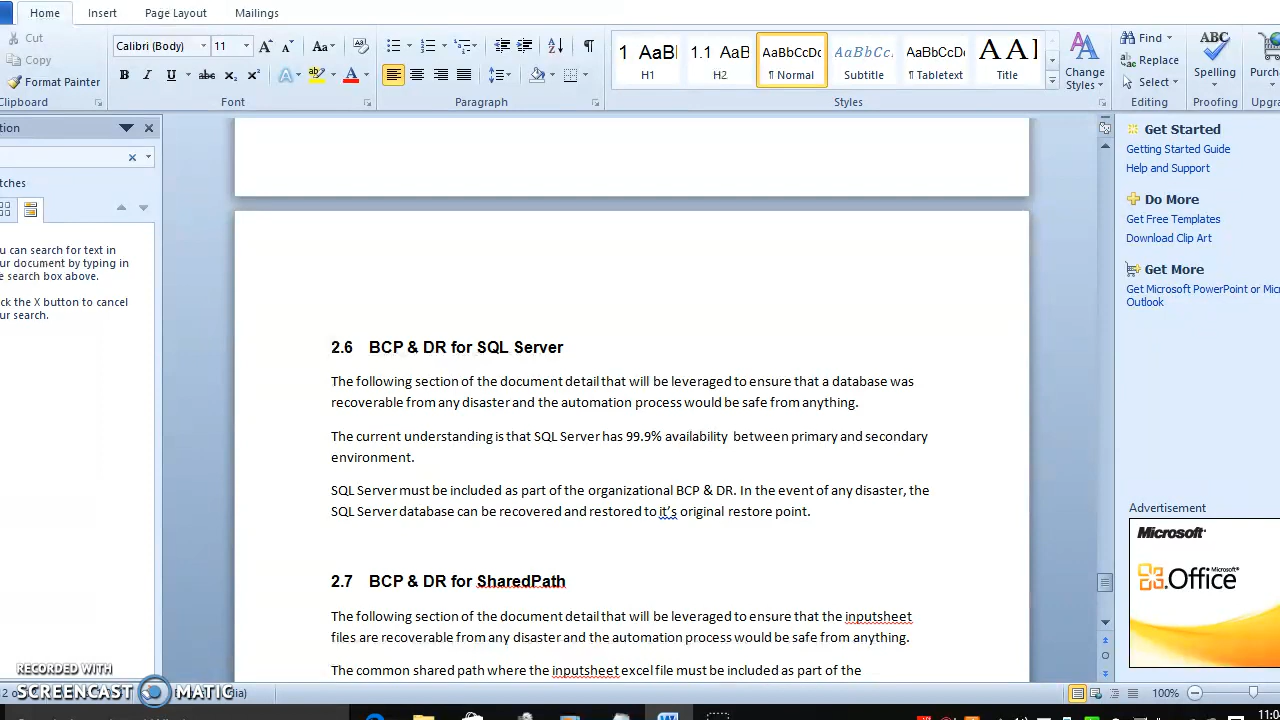 Home Insert Page Layout Mailings
Cut
Copy
Format Painter
Clipboard
Calibri (Body) 11
Font
Paragraph
1 AaBl 1.1 AaB AaBbCcDc AaBbCc. AaBbCcDc AAI
H1 H2 ¶ Normal Subtitle ¶ Tabletext Title
Styles
Change
Styles
Find
Replace
Select
Editing
ABC
Spelling
Proofing
Purch
Upgra
tion
tches
u can search for text in
ur document by typing in
e search box above.
ck the X button to cancel
ur search.
2.6 BCP & DR for SQL Server
The following section of the document detail that will be leveraged to ensure that a database was
recoverable from any disaster and the automation process would be safe from anything.
The current understanding is that SQL Server has 99.9% availability between primary and secondary
environment.
SQL Server must be included as part of the organizational BCP & DR. In the event of any disaster, the
SQL Server database can be recovered and restored to it's original restore point.
2.7 BCP & DR for SharedPath
The following section of the document detail that will be leveraged to ensure that the inputsheet
files are recoverable from any disaster and the automation process would be safe from anything.
The common shared path where the inputsheet excel file must be included as part of the
Get Started
Getting Started Guide
Help and Support
Do More
Get Free Templates
Download Clip Art
Get More
Get Microsoft PowerPoint or Micr
Outlook
Advertisement
Microsoft
Office Microsoft
RECORDED WITH
SCREENCAST MATIC
100%
11:0